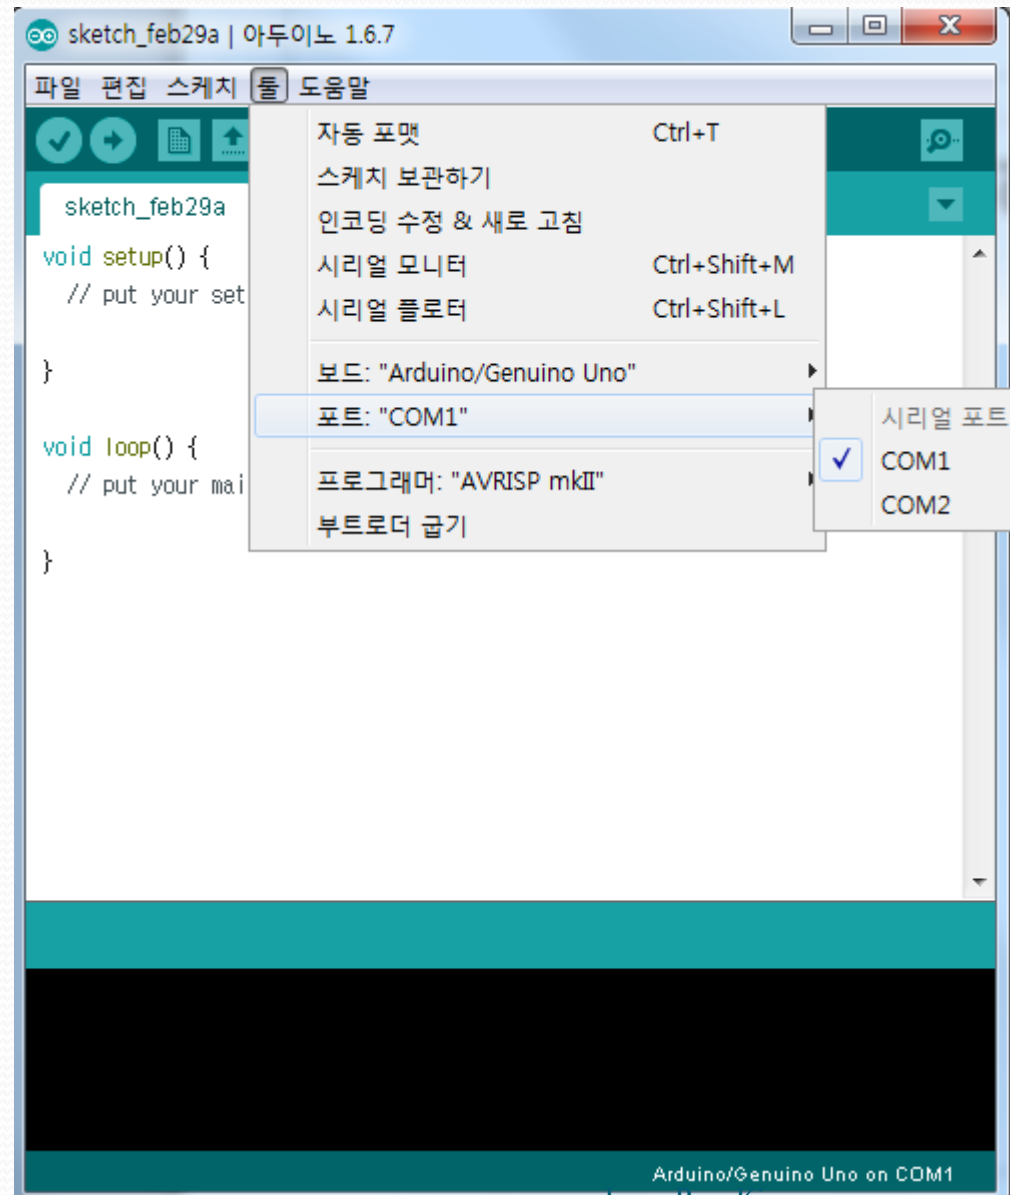 sketch_feb29a | 아두이노 1.6.7
파일 편집 스케치 툴 도움말
자동 포맷 Ctrl+T
스케치 보관하기
sketch_feb29a
인코딩 수정 & 새로 고침
void setup() {
시리얼 모니터 Ctrl+Shift+M
// put your set
시리얼 플로터 Ctrl+Shift+L
}
보드: "Arduino/Genuino Uno"
포트: "COM1"
시리얼 포트
void loop() {
COM1
// put your mai
프로그래머: "AVRISP mkII"
COM2
부트로더 굽기
}
Arduino/Genuino Uno on COM1